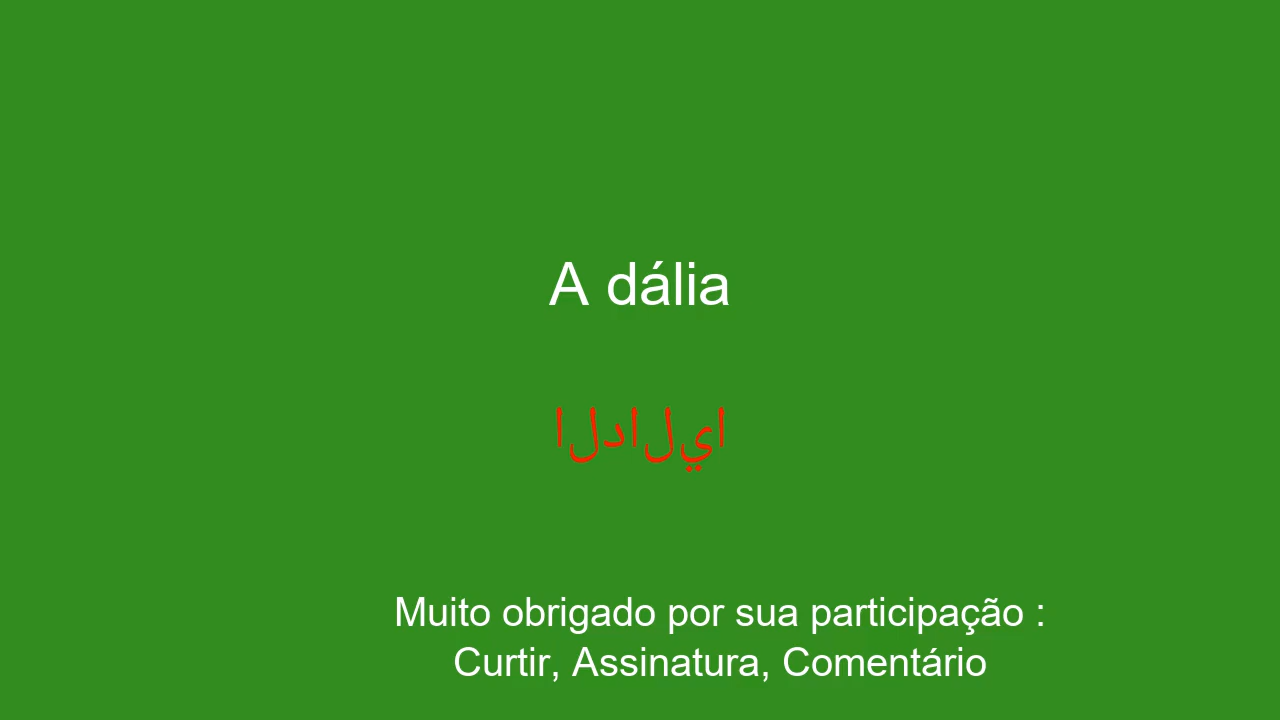 A dália
الداليا
Muito obrigado por sua participação :
Curtir, Assinatura, Comentário